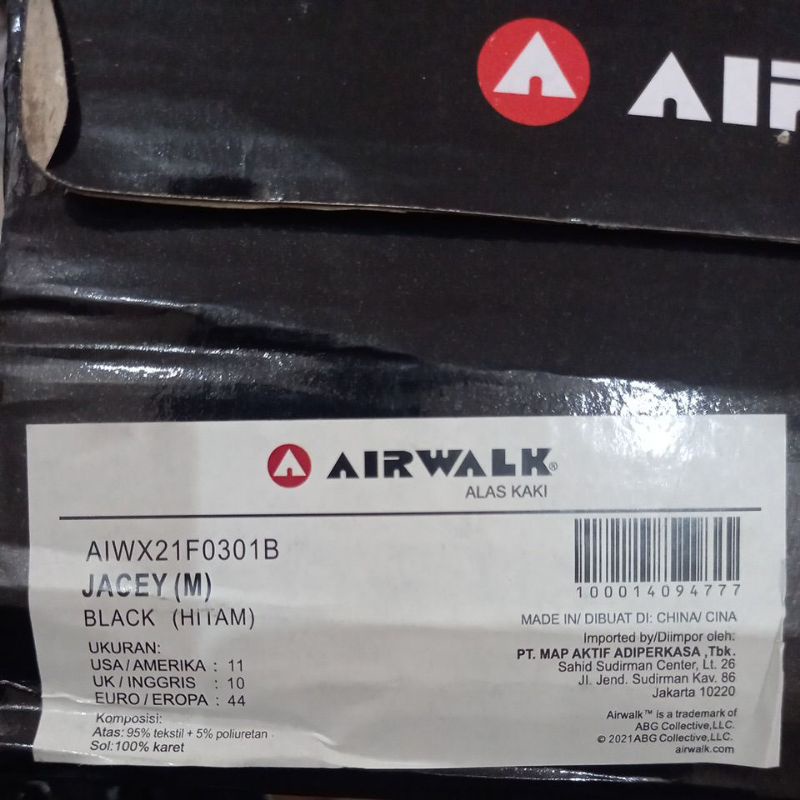 AIRWALK®
ALAS KAKI
AIWX21F0301B
JACEY (M)
BLACK (HITAM)
UKURAN:
USA/AMERIKA : 11
UK/INGGRIS : 10
EURO/EROPA : 44
Komposisi:
Atas: 95% tekstil + 5% poliuretan
Sol:100% karet
100014094777
MADE IN/ DIBUAT DI: CHINA/ CINA
Imported by/Diimpor oleh:
PT. MAP AKTIF ADIPERKASA ,Tbk.
Sahid Sudirman Center, Lt. 26
Jl. Jend. Sudirman Kav. 86
Jakarta 10220
Airwalk™ is a trademark of
ABG Collective,LLC.
© 2021ABG Collective,LLC.
airwalk.com